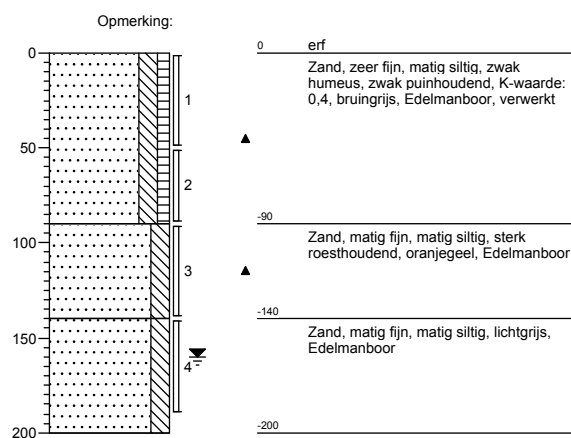 Opmerking:
0
0
erf
Zand, zeer fijn, matig siltig, zwak
humeus, zwak puinhoudend, K-waarde:
0,4, bruingrijs, Edelmanboor, verwerkt
1
50
2
-90
Zand, matig fijn, matig siltig, sterk
roesthoudend, oranjegeel, Edelmanboor
100
3
-140
Zand, matig fijn, matig siltig, lichtgrijs,
Edelmanboor
150
4
-200
200